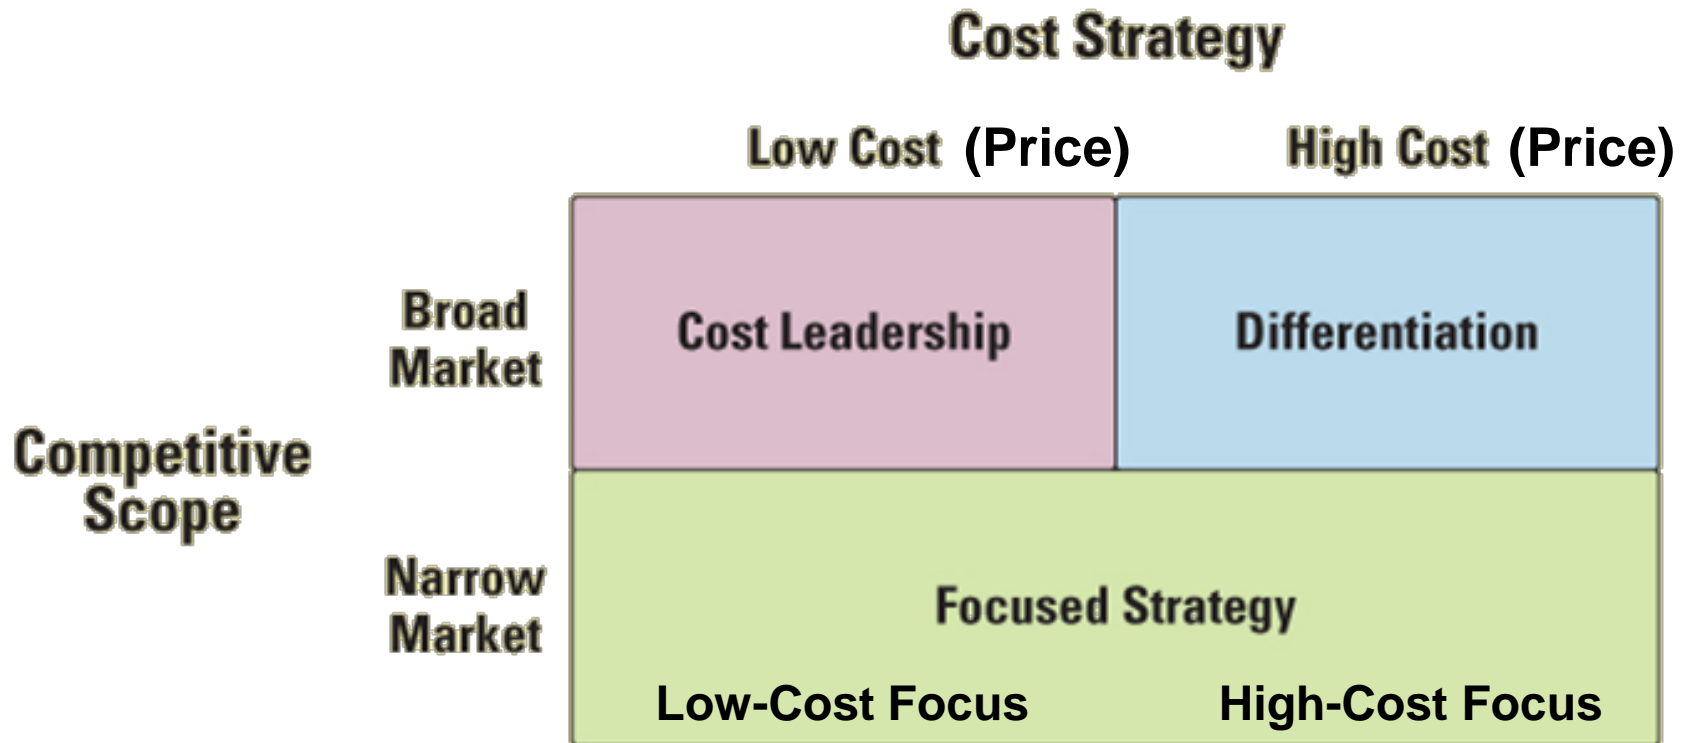 Cost Strategy
Low Cost (Price) High Cost (Price)
Broad
Market
Cost Leadership Differentiation
Competitive
Scope
Narrow
Market
Focused Strategy
Low-Cost Focus High-Cost Focus